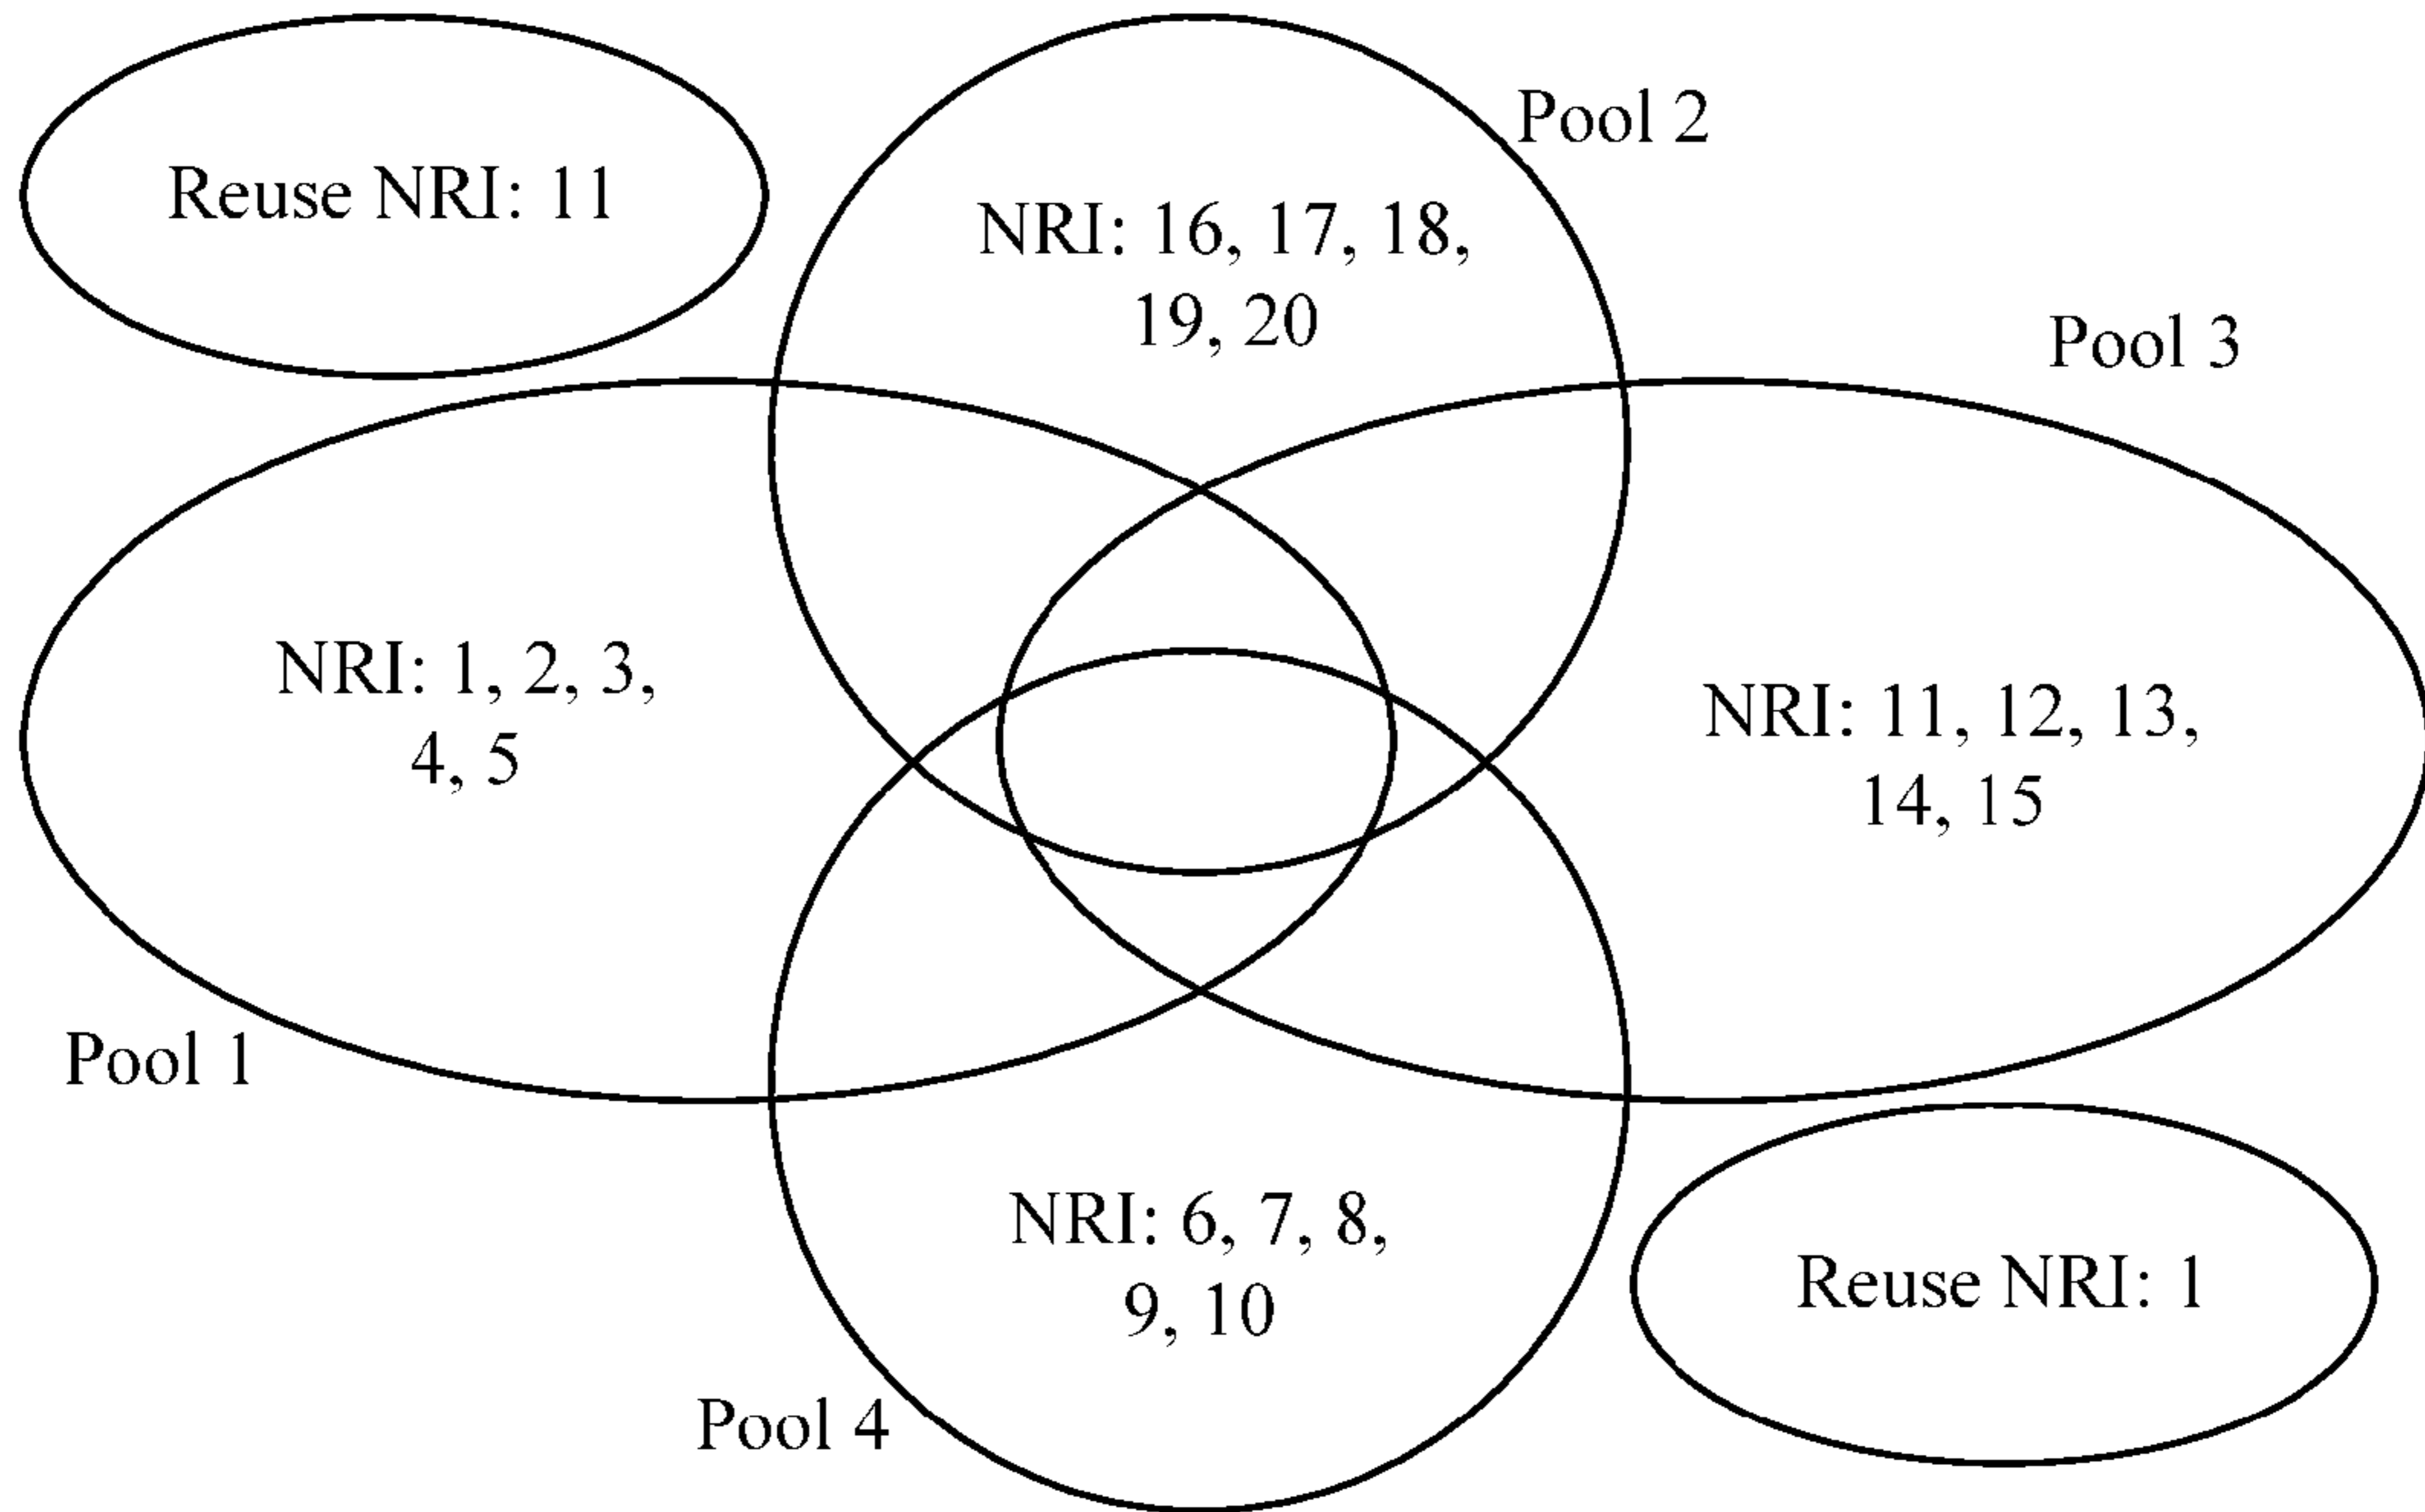 Reuse NRI: 11
Pool 2
NRI: 16, 17, 18,
19, 20
Pool 3
NRI: 1, 2, 3,
4, 5
NRI: 11, 12, 13,
14, 15
Pool 1
NRI: 6, 7, 8,
9, 10
Reuse NRI: 1
Pool 4